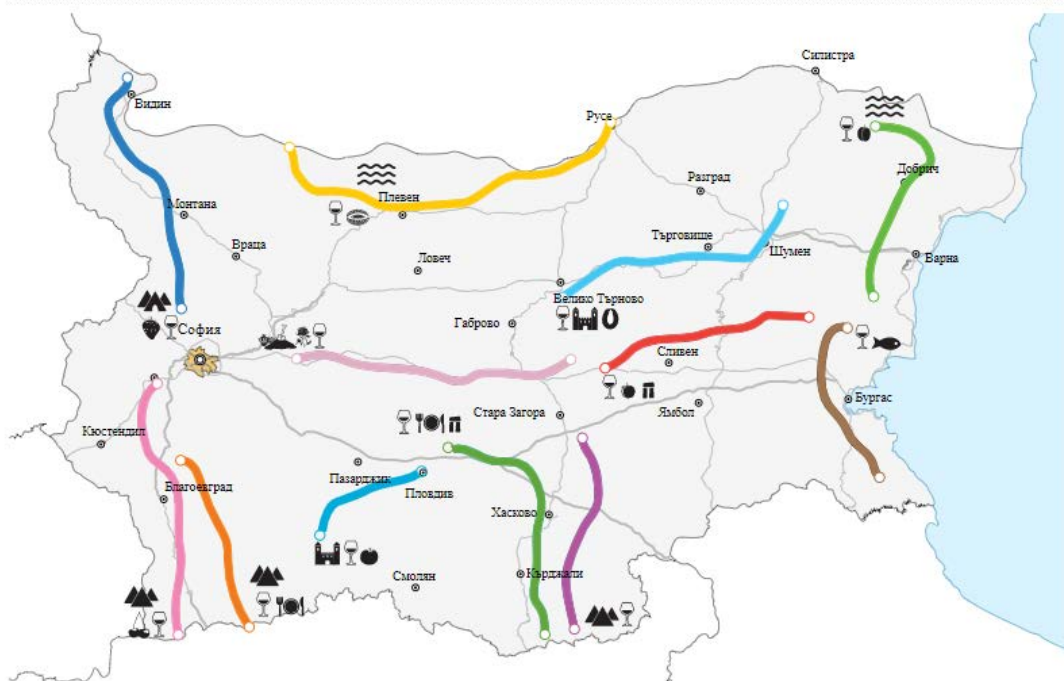 Силистра
Видин
Русе
Добрич
Разград
Плевен
Монтана
Търговище
Шумен
Враца
Варна
Ловеч
Велико Търново
Габрово
София
Сливен
Бургас
Стара Загора
Ямбол
Кюстендил
Пазарджик
Благоевград
Пловдив
Хасково
Кърджали
Смолян